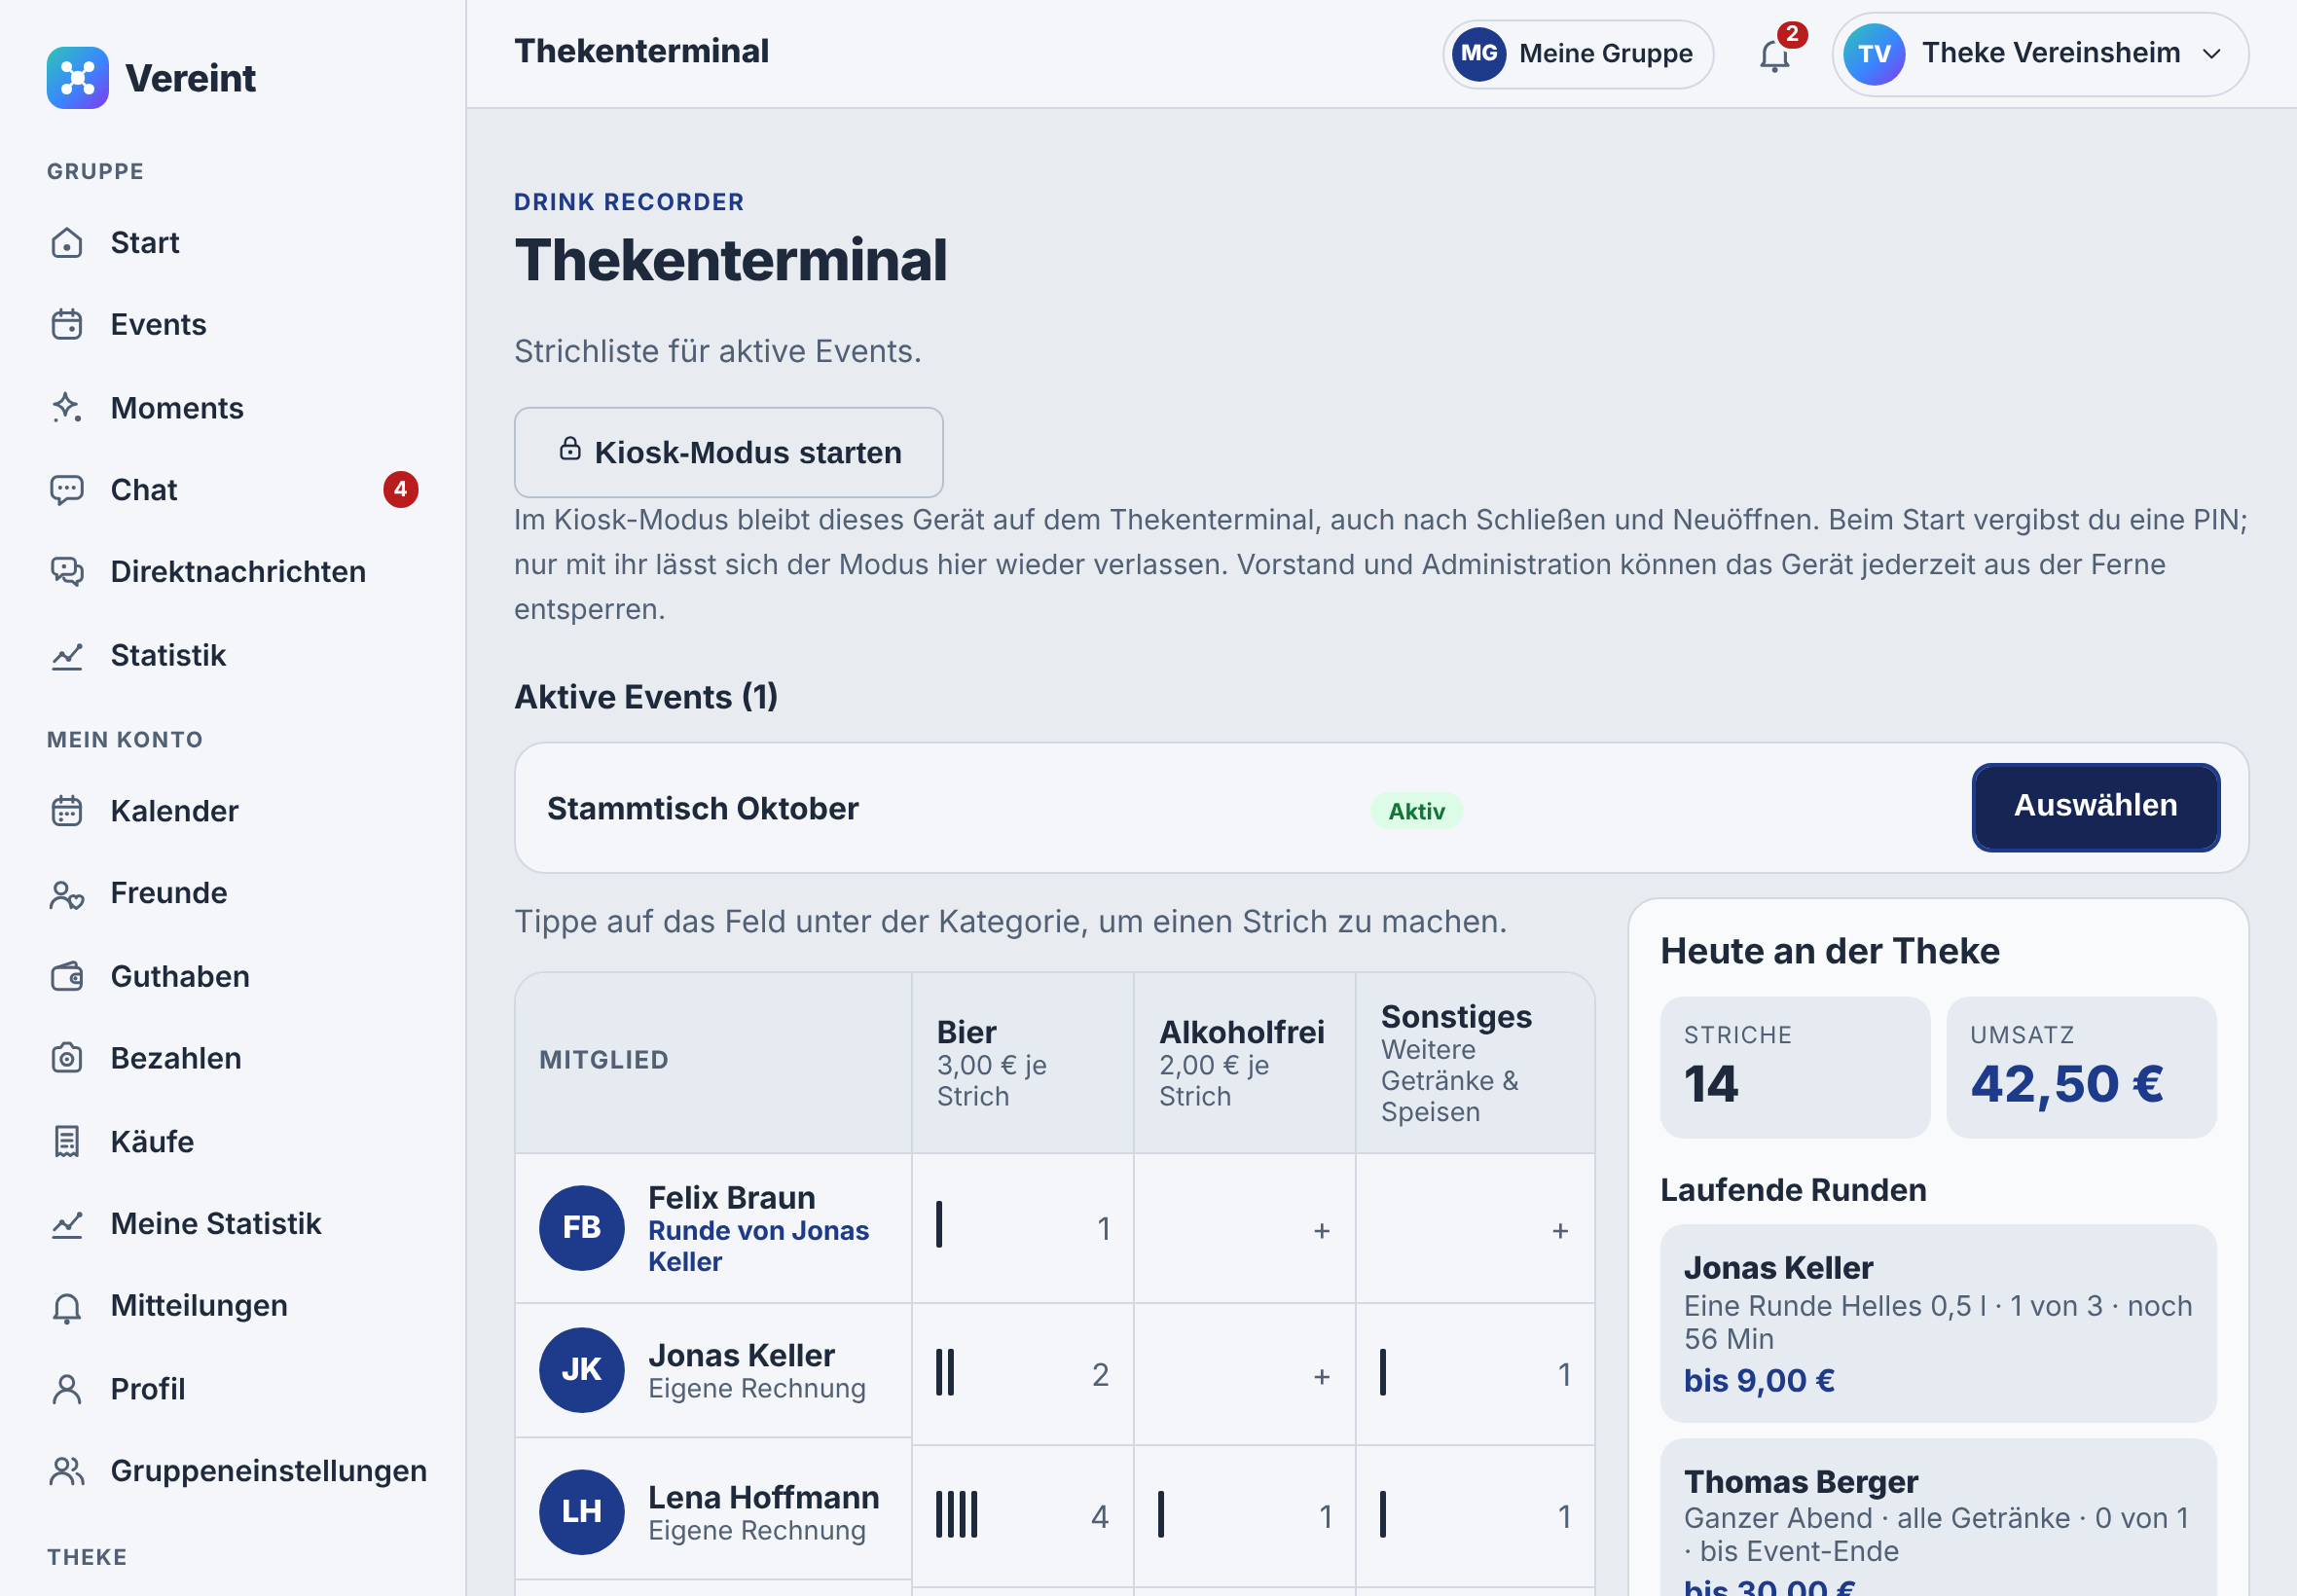 Vereint
GRUPPE
Start
Events
Moments
Chat
4
Direktnachrichten
Statistik
MEIN KONTO
Kalender
Freunde
Guthaben
Bezahlen
Käufe
Meine Statistik
Mitteilungen
Profil
Gruppeneinstellungen
THEKE
Thekenterminal
MG Meine Gruppe
2
TV Theke Vereinsheim
DRINK RECORDER
Thekenterminal
Strichliste für aktive Events.
Kiosk-Modus starten
Im Kiosk-Modus bleibt dieses Gerät auf dem Thekenterminal, auch nach Schließen und Neuöffnen. Beim Start vergibst du eine PIN;
nur mit ihr lässt sich der Modus hier wieder verlassen. Vorstand und Administration können das Gerät jederzeit aus der Ferne
entsperren.
Aktive Events (1)
Stammtisch Oktober
Aktiv
Auswählen
Tippe auf das Feld unter der Kategorie, um einen Strich zu machen.
MITGLIED
Bier
3,00 € je
Strich
Alkoholfrei
2,00 € je
Strich
Sonstiges
Weitere
Getränke &
Speisen
FB
Felix Braun
Runde von Jonas
Keller
1
+
+
JK
Jonas Keller
Eigene Rechnung
2
+
1
LH
Lena Hoffmann
Eigene Rechnung
4
1
1
Heute an der Theke
STRICHE
14
UMSATZ
42,50 €
Laufende Runden
Jonas Keller
Eine Runde Helles 0,5 l · 1 von 3 · noch
56 Min
bis 9,00 €
Thomas Berger
Ganzer Abend · alle Getränke · 0 von 1
· bis Event-Ende
bis 30,00 €